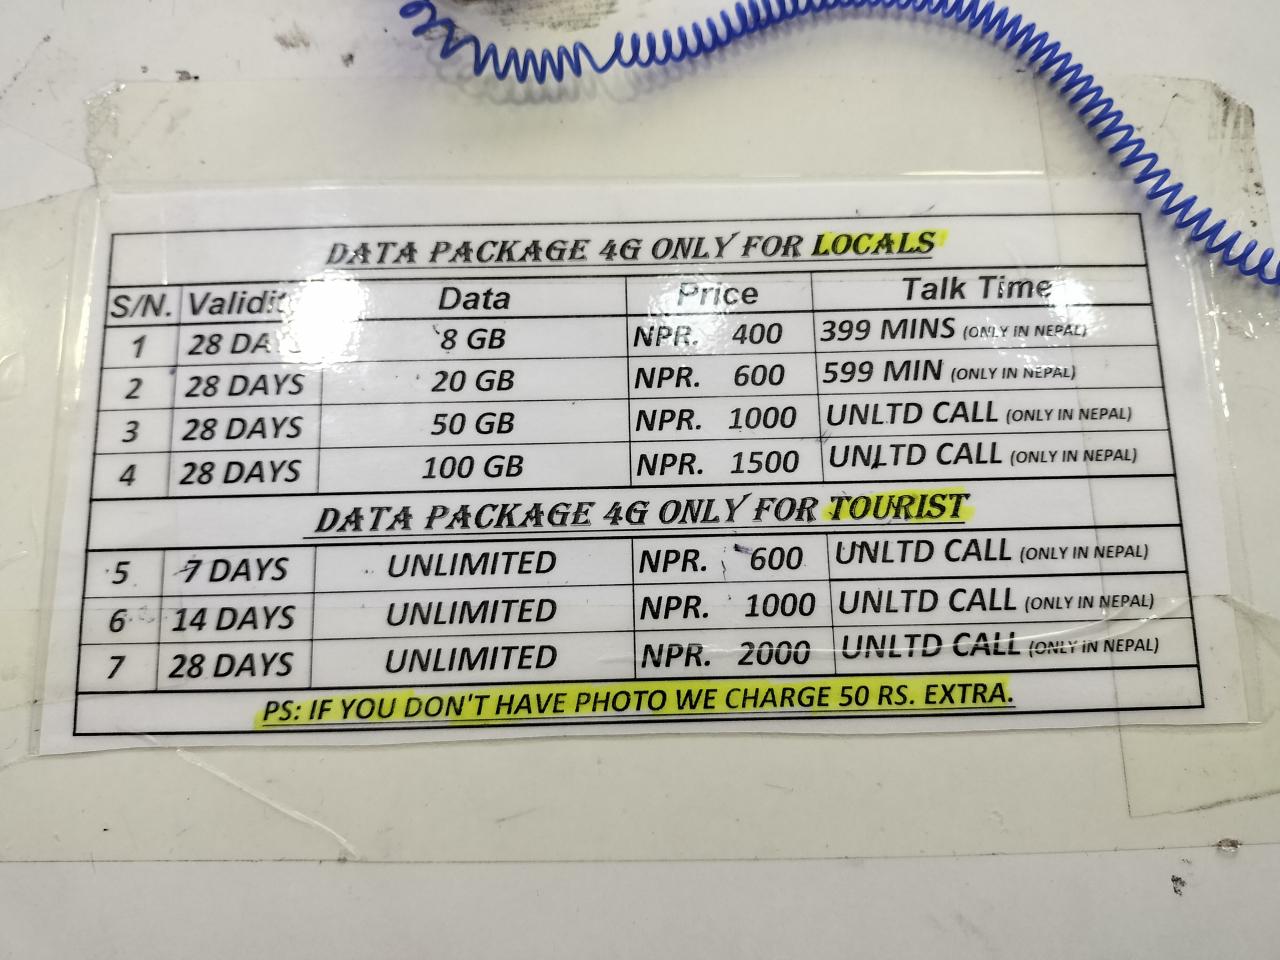 DATA PACKAGE 4G ONLY FOR LOCALS
S/N. Data Price Talk Time
1 28 8 GB NPR. 400 399 MINS (ONLY IN NEPAL)
2 28 DAYS 20 GB NPR. 600 599 MIN (ONLY IN NEPAL)
3 28 DAYS 50 GB NPR. 1000 UNLTD CALL (ONLY IN NEPAL)
4 28 DAYS 100 GB NPR. 1500 UNLTD CALL (ONLY IN NEPAL)
DATA PACKAGE 4G ONLY FOR TOURIST
5 7 DAYS UNLIMITED NPR. 600 UNLTD CALL (ONLY IN NEPAL)
6 14 DAYS UNLIMITED NPR. 1000 UNLTD CALL (ONLY IN NEPAL)
7 28 DAYS UNLIMITED NPR. 2000 UNLTD CALL (ONLY IN NEPAL)
PS: IF YOU DON'T HAVE PHOTO WE CHARGE 50 RS. EXTRA.